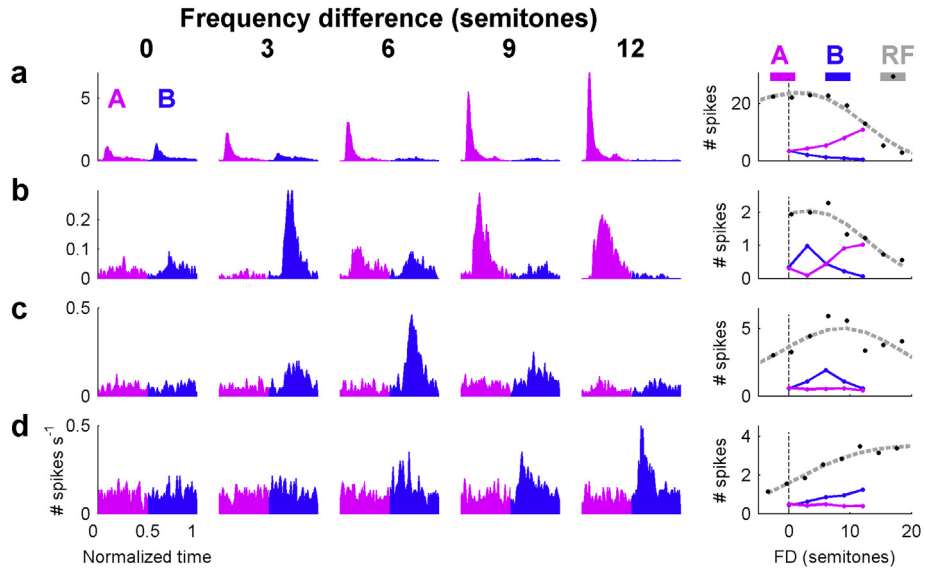 Frequency difference (semitones)
0 3 6 9 12
a
A B RF
A B
5
0
# spikes
20
0
b
0.2
0.1
0
# spikes
2
1
0
c
0.5
0
# spikes
5
0
d
# spikes s-1
0.5
0
# spikes
4
2
0
0 0.5 1
Normalized time
0 10 20
FD (semitones)